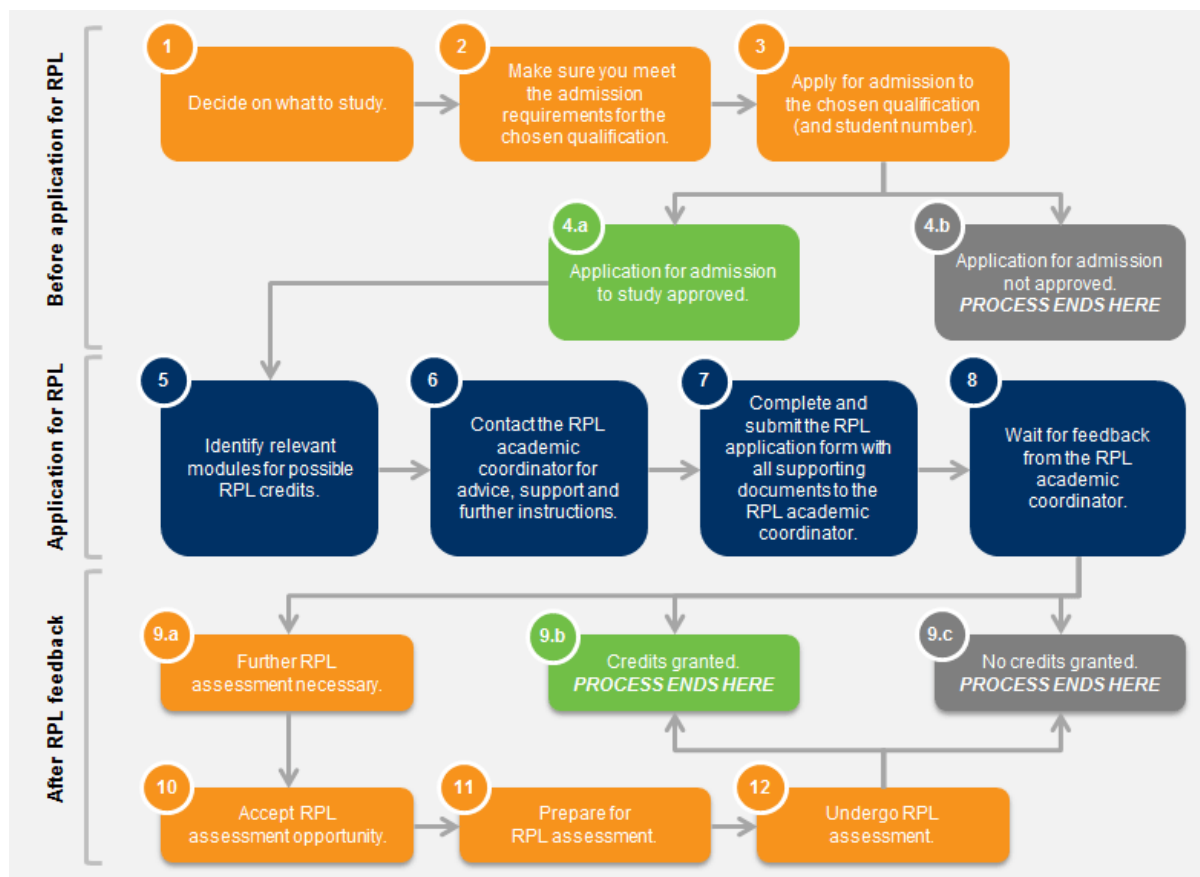 Before application for RPL
1
Decide on what to study.
2
Make sure you meet
the admission
requirements for the
chosen qualification.
3
Apply for admission to
the chosen qualification
(and student number).
4.a
Application for admission
to study approved.
4.b
Application for admission
not approved.
PROCESS ENDS HERE
Application for RPL
5
Identify relevant
modules for possible
RPL credits.
6
Contact the RPL
academic
coordinator for
advice, support and
further instructions.
7
Complete and
submit the RPL
application form with
all supporting
documents to the
RPL academic
coordinator.
8
Wait for feedback
from the RPL
academic
coordinator.
After RPL feedback
9.a
Further RPL
assessment necessary.
9.b
Credits granted.
PROCESS ENDS HERE
9.c
No credits granted.
PROCESS ENDS HERE
10
Accept RPL
assessment opportunity.
11
Prepare for
RPL assessment.
12
Undergo RPL
assessment.